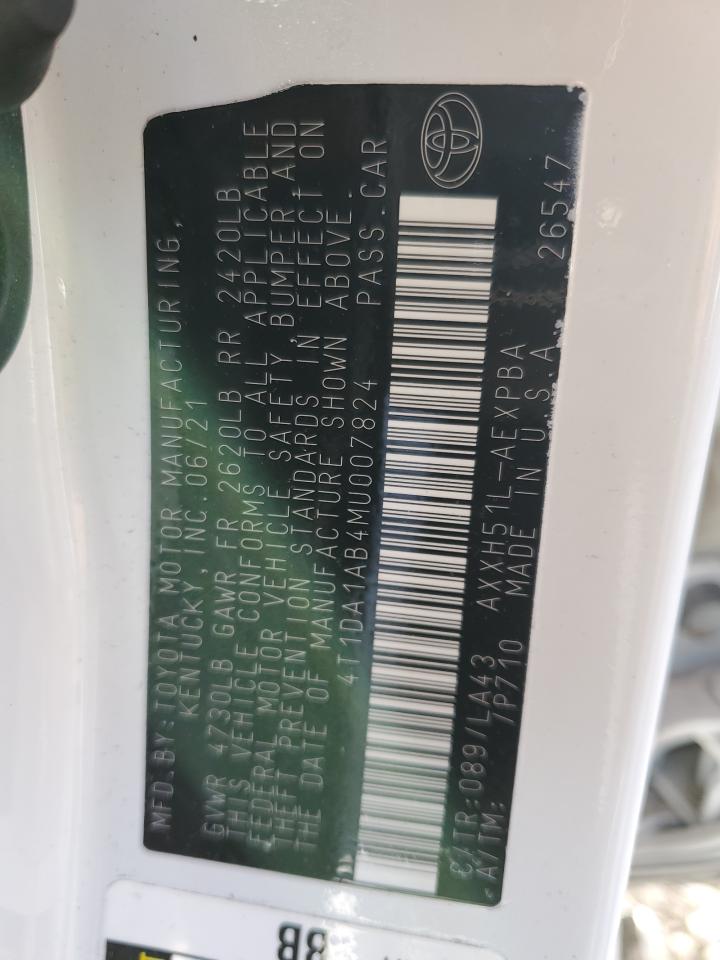 MFD.BY:TOYOTA MOTOR MANUFACTURING,
KENTUCKY,INC.06/21
GVWR 4730LB GAWR FR 2620LB RR 2420LB
THIS VEHICLE CONFORMS TO ALL APPLICABLE
FEDERAL MOTOR VEHICLE SAFETY, BUMPER, AND
THEFT PREVENTION STANDARDS IN EFFECT ON
THE DATE OF MANUFACTURE SHOWN ABOVE.
4T1DA1AB4MU007824 PASS.CAR
C/TR:089/LA43 AXXH51L-AEXPBA
A/TM: 7P710 MADE IN U.S.A 26547